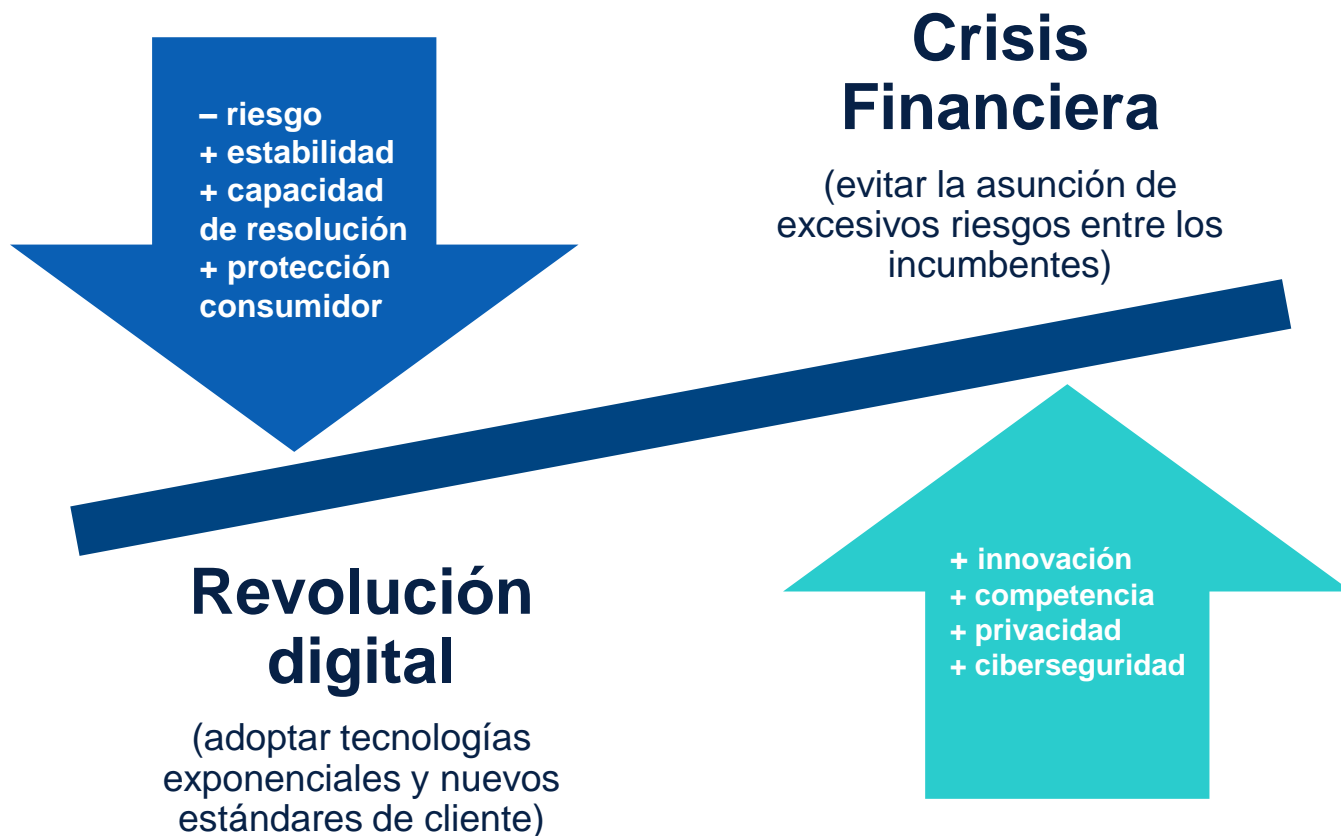 – riesgo
+ estabilidad
+ capacidad
de resolución
+ protección
consumidor
Crisis
Financiera
(evitar la asunción de
excesivos riesgos entre los
incumbentes)
Revolución
digital
(adoptar tecnologías
exponenciales y nuevos
estándares de cliente)
+ innovación
+ competencia
+ privacidad
+ ciberseguridad